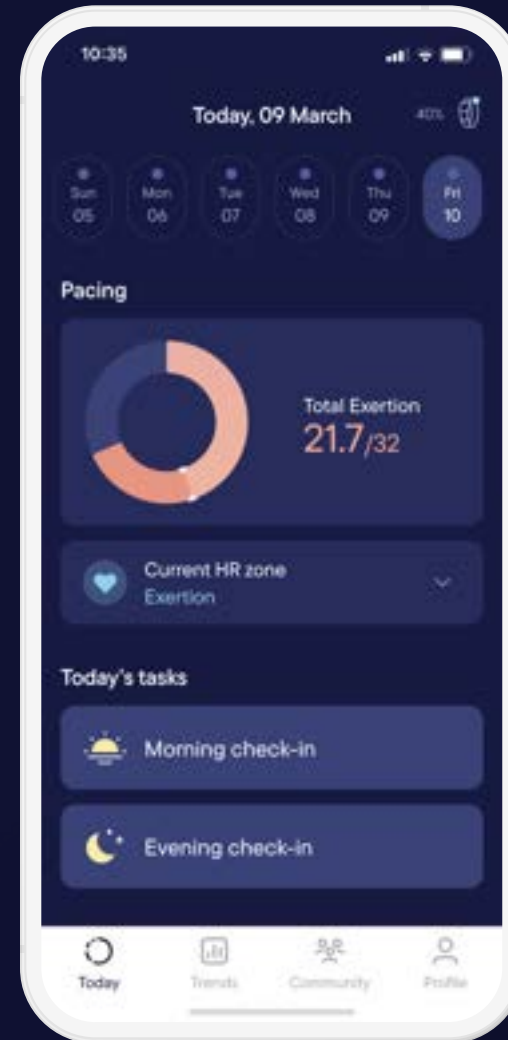 10:35
Today, 09 March
40%
Sun Mon Tue Wed Thu Fri
05 06 07 08 09 10
Pacing
Total Exertion
21.7/32
Current HR zone
Exertion
Today's tasks
Morning check-in
Evening check-in
Today Trends Community Profile